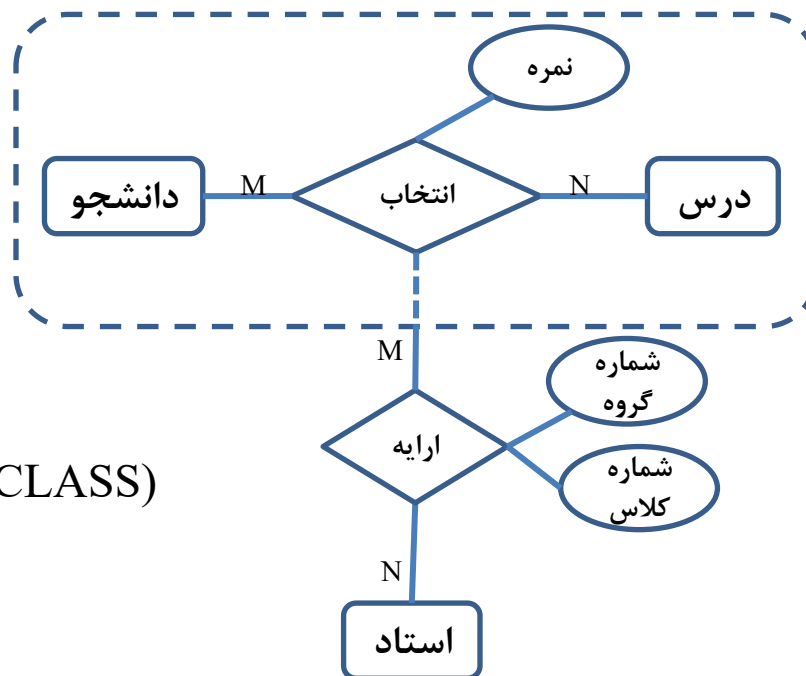 نمره
دانشجو
M
انتخاب
N
درس
M
شماره
گروه
ارایه
شماره
کلاس
CLASS)
N
استاد